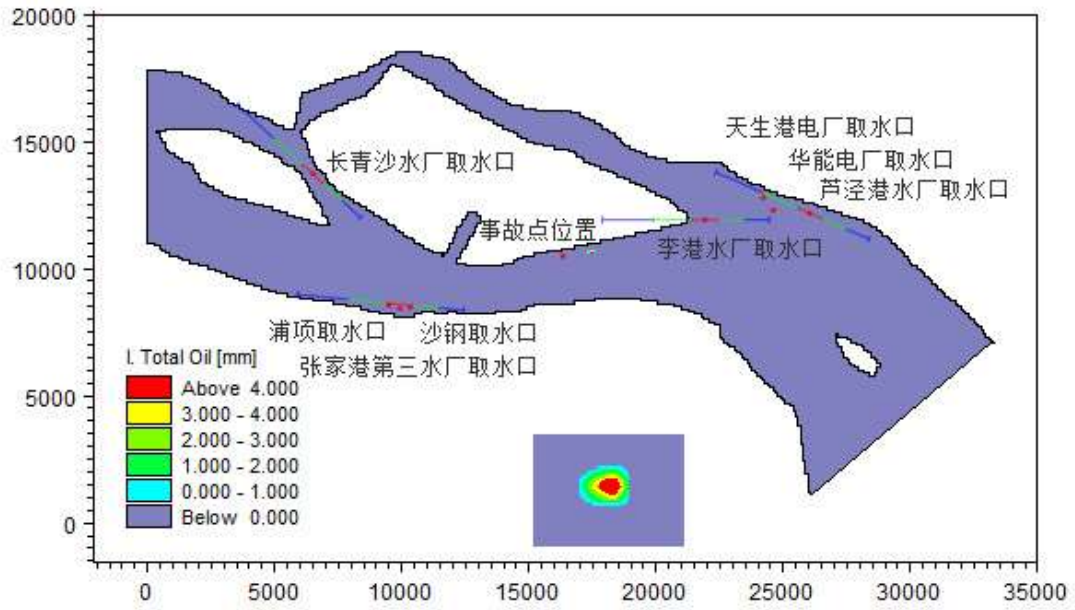 20000
15000
10000
5000
0
天生港电厂取水口
华能电厂取水口
芦泾港水厂取水口
长青沙水厂取水口
事故点位置
李港水厂取水口
浦项取水口 沙钢取水口
张家港第三水厂取水口
l. Total Oil [mm]
Above 4.000
3.000 - 4.000
2.000 - 3.000
1.000 - 2.000
0.000 - 1.000
Below 0.000
0 5000 10000 15000 20000 25000 30000 35000